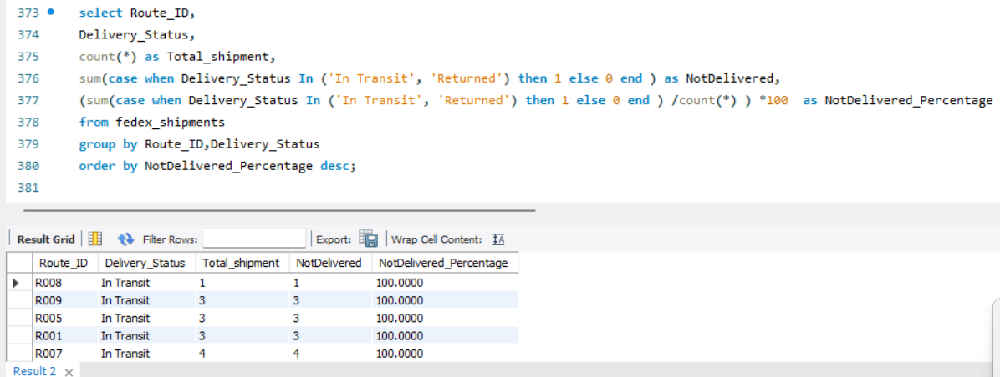 373 select Route_ID,
374 Delivery_Status,
375 count(*) as Total_shipment,
376 sum(case when Delivery_Status In ('In Transit', 'Returned') then 1 else 0 end ) as NotDelivered,
377 (sum(case when Delivery_Status In ('In Transit', 'Returned') then 1 else 0 end ) /count(*) ) *100  as NotDelivered_Percentage
378 from fedex_shipments
379 group by Route_ID,Delivery_Status
380 order by NotDelivered_Percentage desc;
381
Result Grid Filter Rows: Export: Wrap Cell Content: IA
Route_ID Delivery_Status Total_shipment NotDelivered NotDelivered_Percentage
R008 In Transit 1 1 100.0000
R009 In Transit 3 3 100.0000
R005 In Transit 3 3 100.0000
R001 In Transit 3 3 100.0000
R007 In Transit 4 4 100.0000
Result 2 ×